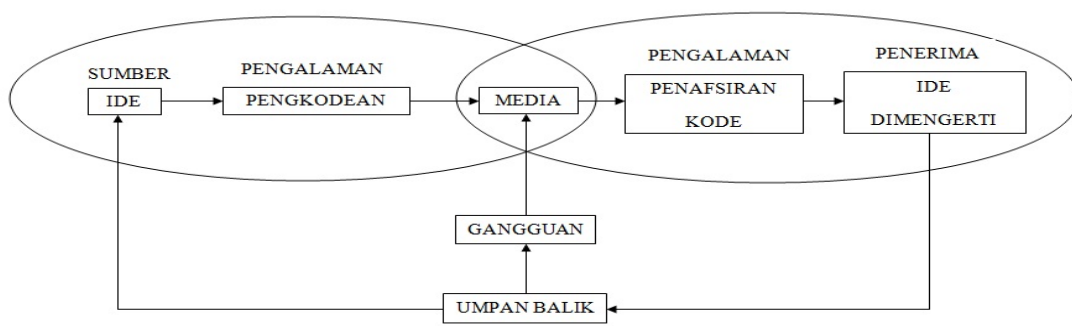 SUMBER
IDE
PENGALAMAN
PENGKODEAN
MEDIA
PENGALAMAN
PENAFSIRAN
KODE
PENERIMA
IDE
DIMENGERTI
GANGGUAN
UMPAN BALIK